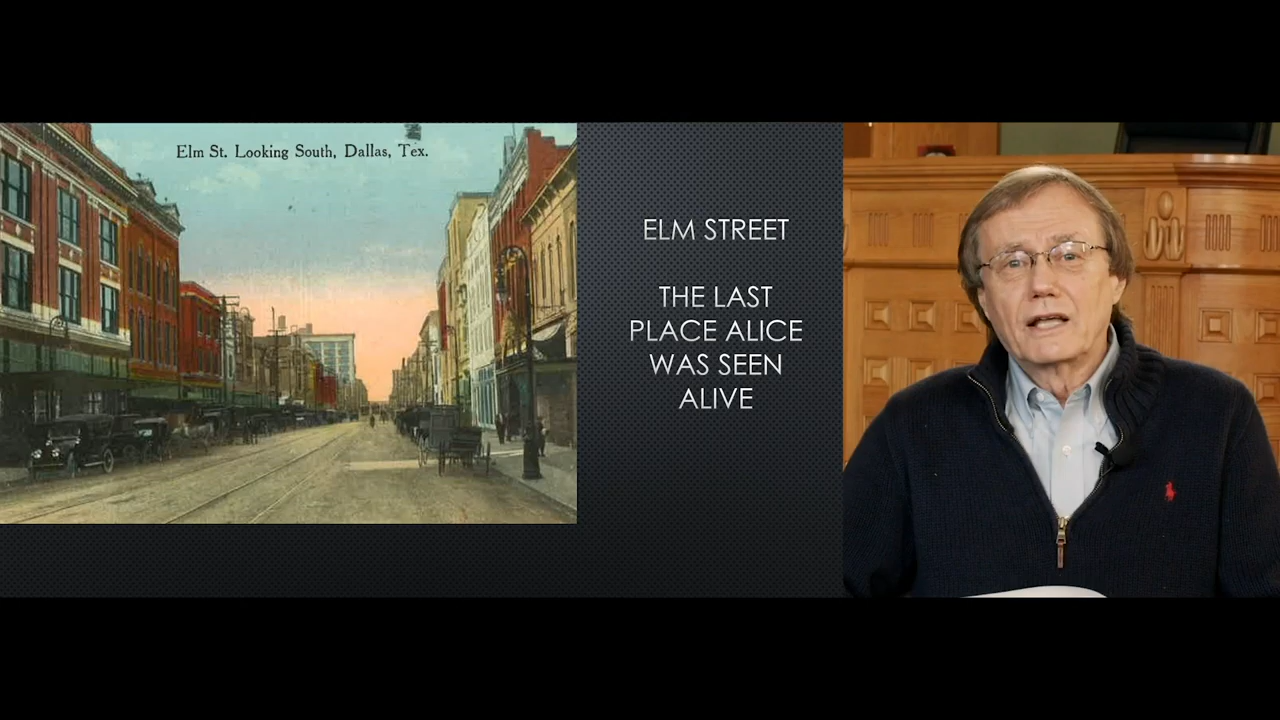 Elm St. Looking South, Dallas, Tex.
ELM STREET
THE LAST
PLACE ALICE
WAS SEEN
ALIVE